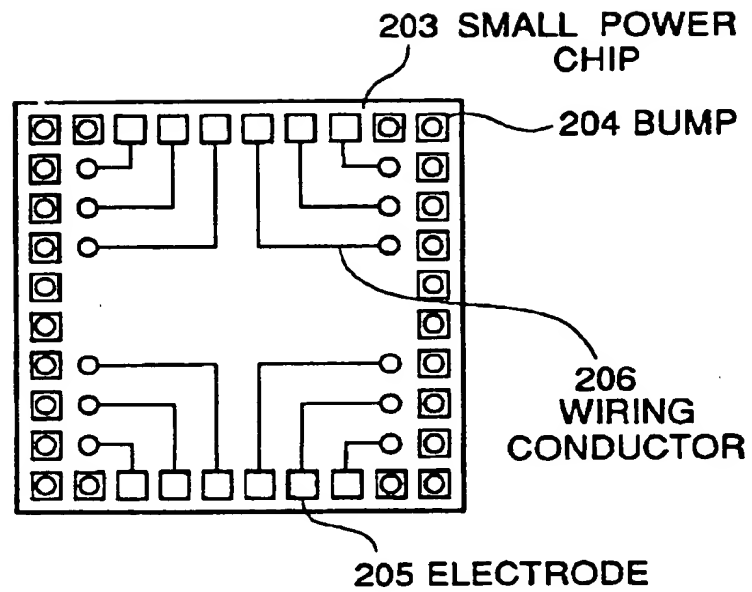 203 SMALL POWER
CHIP
204 BUMP
206
WIRING
CONDUCTOR
205 ELECTRODE